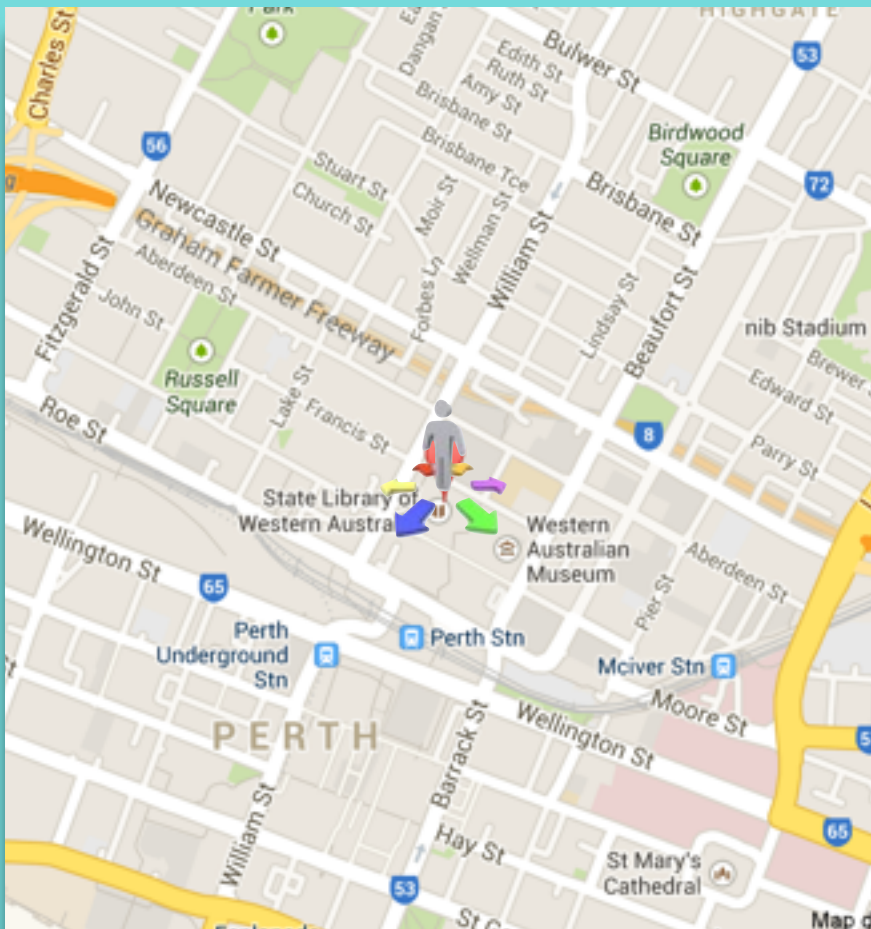 HIGHGATE
Park
Charles St
Dangan
Edith St
Ruth St
Amy St
Bulwer St
53
Brisbane St
Birdwood
Square
56
Brisbane Tce
72
Stuart St
Church St
Brisbane St
Newcastle St
Moir St
Wellman St
William St
Graham Farmer Freeway
Aberdeen St
Fitzgerald St
John St
Forbes Ln
Lindsay St
Beaufort St
nib Stadium
Russell
Square
Lake St
Brewer
Edward St
Roe St
Francis St
8
Parry St
State Library of
Western Austra
Western
Australian
Museum
Wellington St
65
Aberdeen St
Pier St
Perth
Underground
Stn
Perth Stn
Mciver Stn
Moore St
PERTH
Wellington St
Barrack St
William St
Hay St
65
St Mary's
Cathedral
53
Map